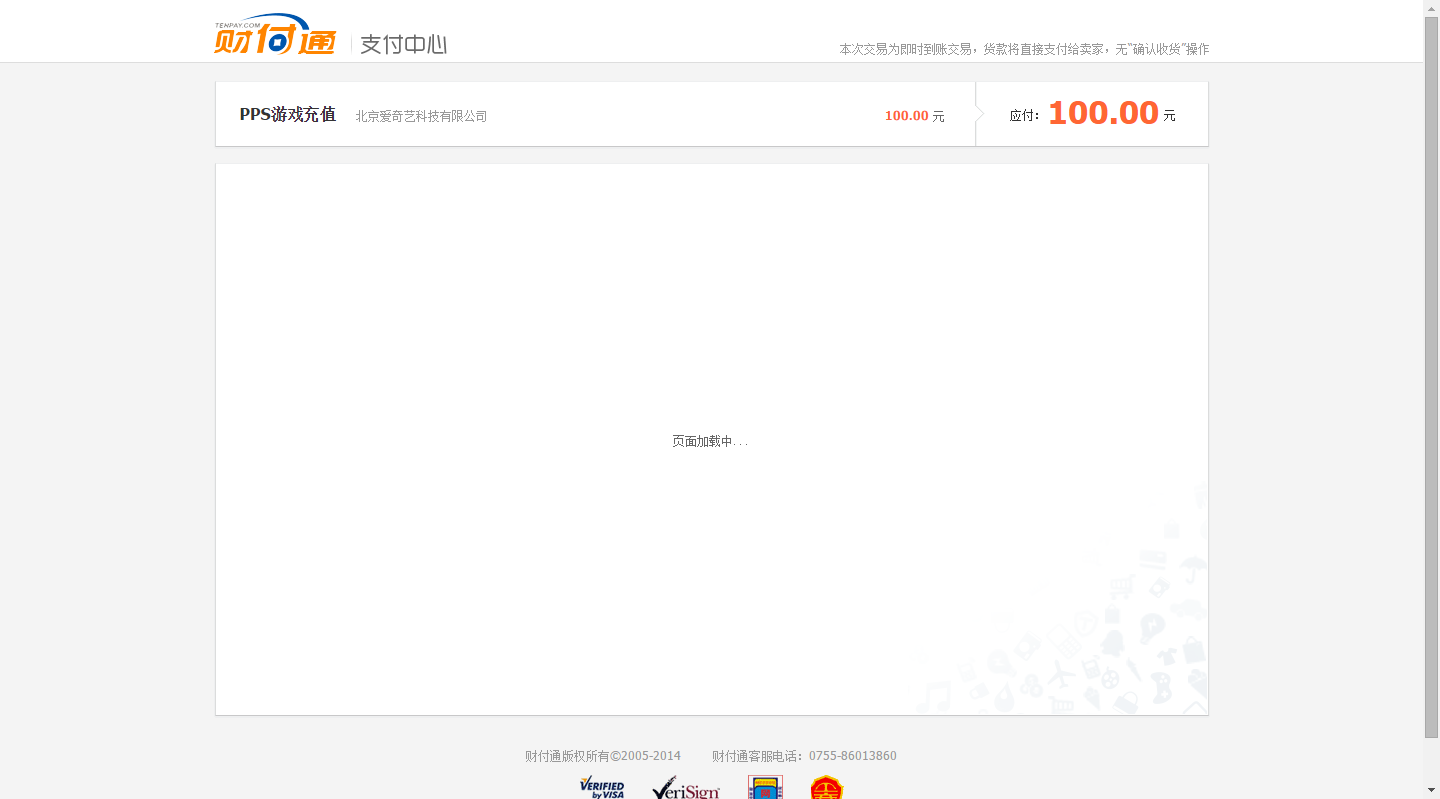 TENPAY.COM
财付通 支付中心
本次交易为即时到账交易，货款将直接支付给卖家，无"确认收货"操作
PPS游戏充值 北京爱奇艺科技有限公司 100.00 元 应付： 100.00 元
页面加载中...
财付通版权所有©2005-2014 财付通客服电话：0755-86013860
VERIFIED
by VISA
VeriSign